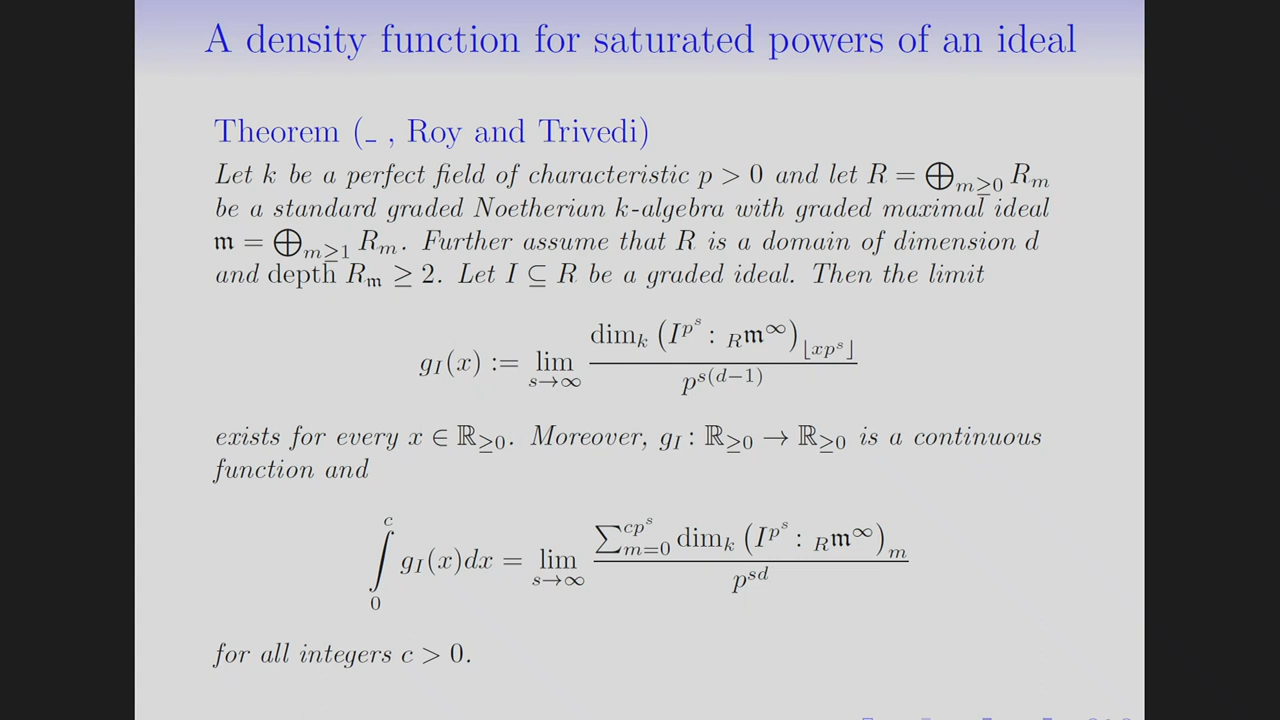 A density function for saturated powers of an ideal
Theorem (_ , Roy and Trivedi)
Let k be a perfect field of characteristic p > 0 and let R = ⨁_{m≥0} R_m
be a standard graded Noetherian k-algebra with graded maximal ideal
𝔪 = ⨁_{m≥1} R_m. Further assume that R is a domain of dimension d
and depth R_𝔪 ≥ 2. Let I ⊆ R be a graded ideal. Then the limit
g_I(x) := lim_{s→∞} dim_k (I^{p^s} : _R𝔪^∞)_{⌊xp^s⌋} / p^{s(d−1)}
exists for every x ∈ ℝ_{≥0}. Moreover, g_I : ℝ_{≥0} → ℝ_{≥0} is a continuous
function and
∫_0^c g_I(x)dx = lim_{s→∞} ∑_{m=0}^{cp^s} dim_k (I^{p^s} : _R𝔪^∞)_m / p^{sd}
for all integers c > 0.